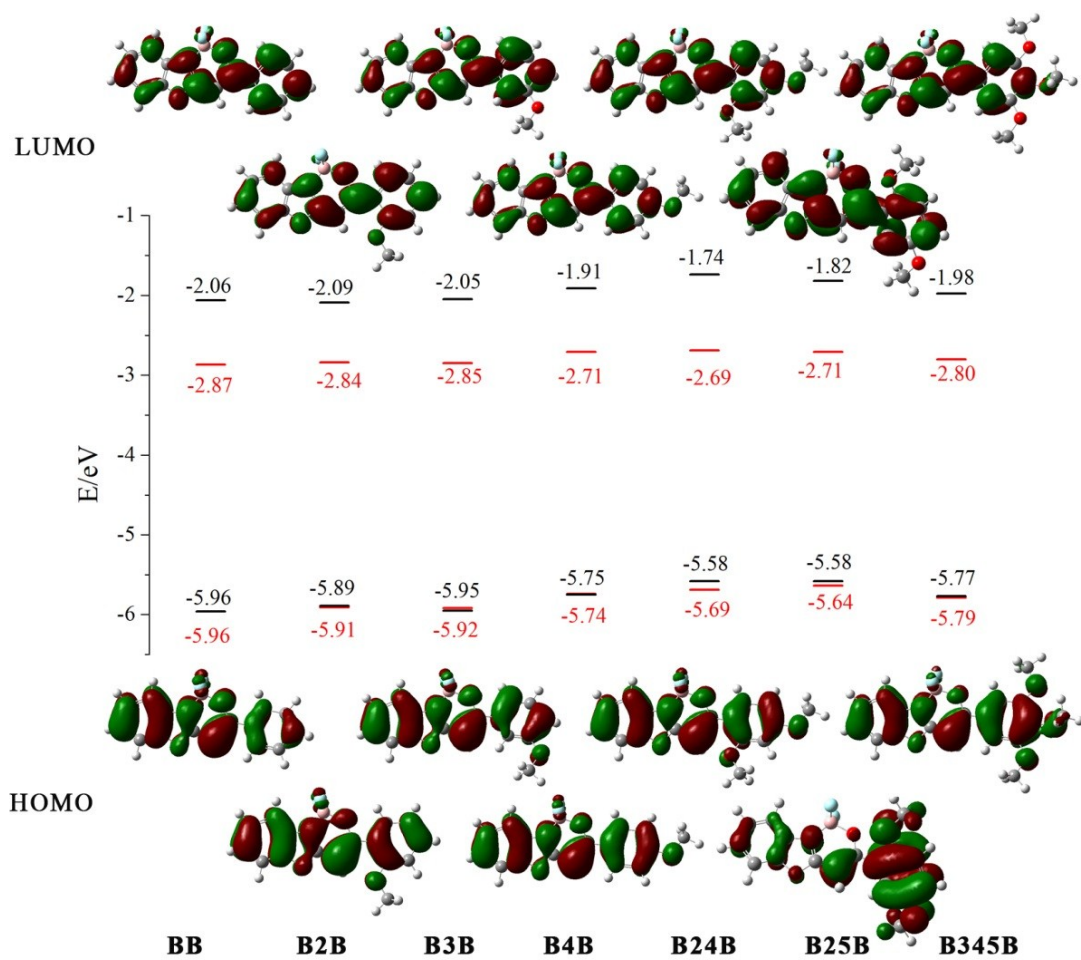 LUMO
-1
-2.06 -2.09 -2.05 -1.91 -1.74 -1.82 -1.98
-2
-2.87 -2.84 -2.85 -2.71 -2.69 -2.71 -2.80
-3
-4
E/eV
-5
-5.96 -5.89 -5.95 -5.75 -5.58 -5.58 -5.77
-6
-5.96 -5.91 -5.92 -5.74 -5.69 -5.64 -5.79
HOMO
BB B2B B3B B4B B24B B25B B345B